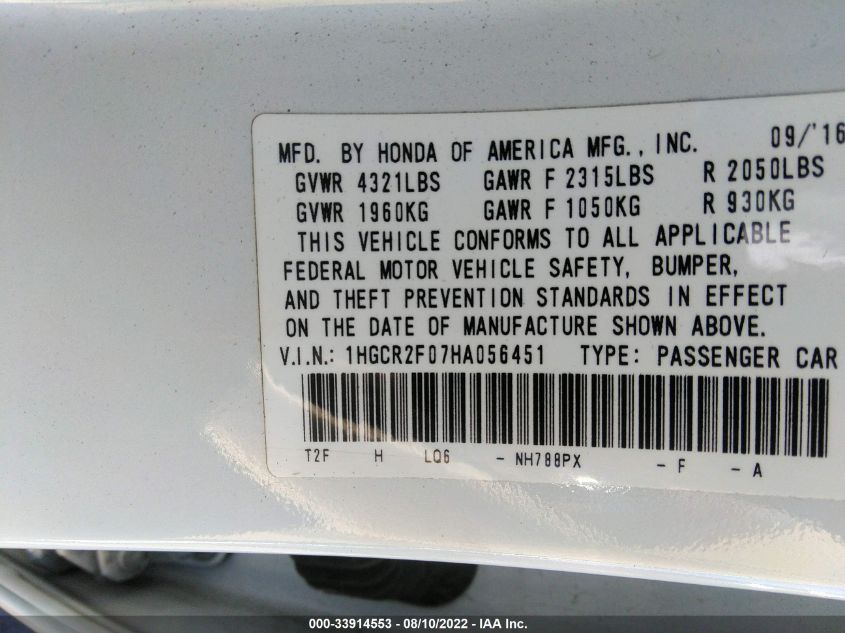 MFD. BY HONDA OF AMERICA MFG., INC. 09/'16
GVWR 4321LBS GAWR F 2315LBS R 2050LBS
GVWR 1960KG GAWR F 1050KG R 930KG
THIS VEHICLE CONFORMS TO ALL APPLICABLE
FEDERAL MOTOR VEHICLE SAFETY, BUMPER,
AND THEFT PREVENTION STANDARDS IN EFFECT
ON THE DATE OF MANUFACTURE SHOWN ABOVE.
V.I.N.: 1HGCR2F07HA056451 TYPE: PASSENGER CAR
T2F H LQ6 - NH788PX - F - A
000-33914553 - 08/10/2022 - IAA Inc.